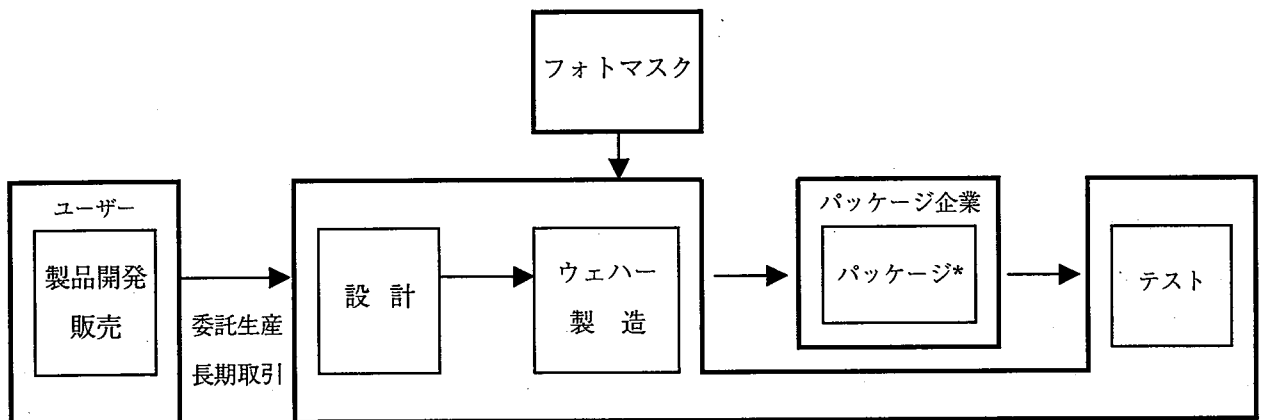 フォトマスク
ユーザー
製品開発
販売
委託生産
長期取引
設 計
ウェハー
製 造
パッケージ企業
パッケージ*
テスト